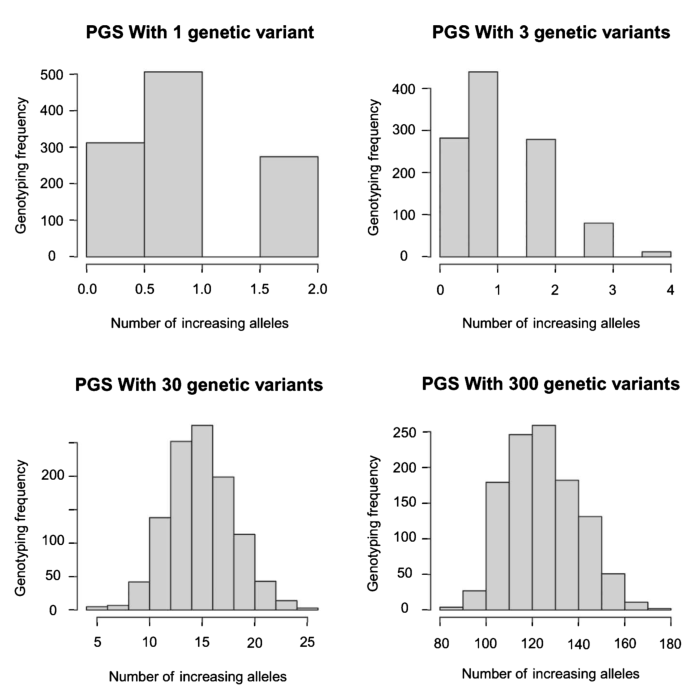 PGS With 1 genetic variant
Genotyping frequency
500
400
300
200
100
0
0.0 0.5 1.0 1.5 2.0
Number of increasing alleles
PGS With 3 genetic variants
Genotyping frequency
400
300
200
100
0
0 1 2 3 4
Number of increasing alleles
PGS With 30 genetic variants
Genotyping frequency
200
100
50
0
5 10 15 20 25
Number of increasing alleles
PGS With 300 genetic variants
Genotyping frequency
250
200
150
100
50
0
80 100 120 140 160 180
Number of increasing alleles